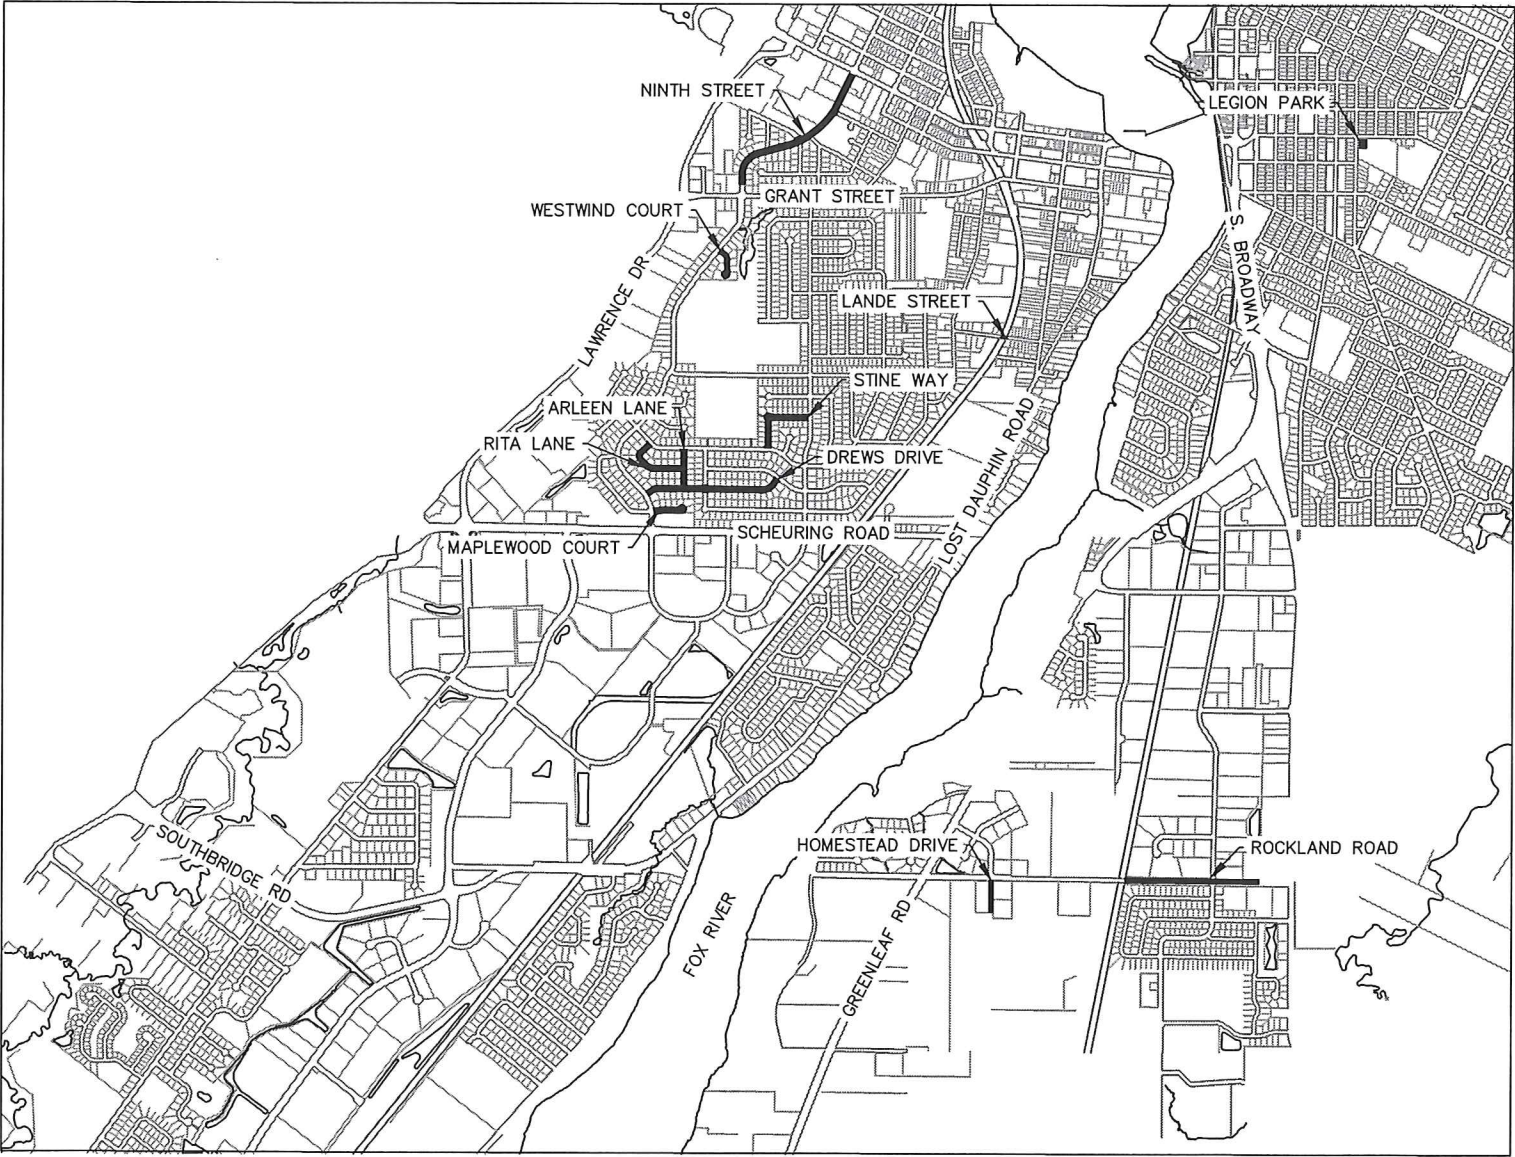 NINTH STREET
LEGION PARK
GRANT STREET
WESTWIND COURT
S. BROADWAY
LAWRENCE DR
LANDE STREET
STINE WAY
ARLEEN LANE
RITA LANE
DREWS DRIVE
LOST DAUPHIN ROAD
SCHEURING ROAD
MAPLEWOOD COURT
SOUTHBRIDGE RD
HOMESTEAD DRIVE
ROCKLAND ROAD
FOX RIVER
GREENLEAF RD